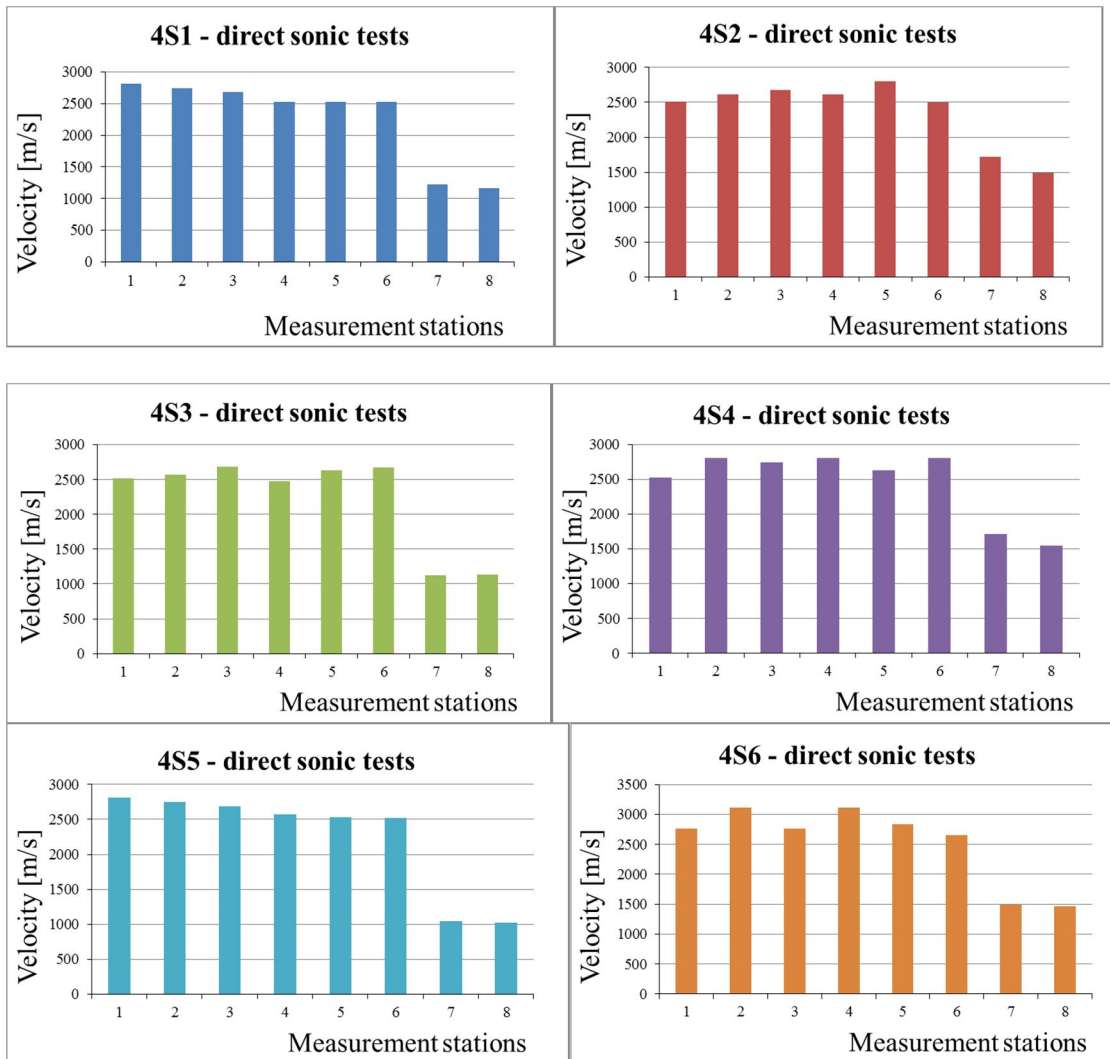 4S1 - direct sonic tests
Velocity [m/s]
3000
2500
2000
1500
1000
500
0
1 2 3 4 5 6 7 8
Measurement stations
4S2 - direct sonic tests
Velocity [m/s]
3000
2500
2000
1500
1000
500
0
1 2 3 4 5 6 7 8
Measurement stations
4S3 - direct sonic tests
Velocity [m/s]
3000
2500
2000
1500
1000
500
0
1 2 3 4 5 6 7 8
Measurement stations
4S4 - direct sonic tests
Velocity [m/s]
3000
2500
2000
1500
1000
500
0
1 2 3 4 5 6 7 8
Measurement stations
4S5 - direct sonic tests
Velocity [m/s]
3000
2500
2000
1500
1000
500
0
1 2 3 4 5 6 7 8
Measurement stations
4S6 - direct sonic tests
Velocity [m/s]
3500
3000
2500
2000
1500
1000
500
0
1 2 3 4 5 6 7 8
Measurement stations